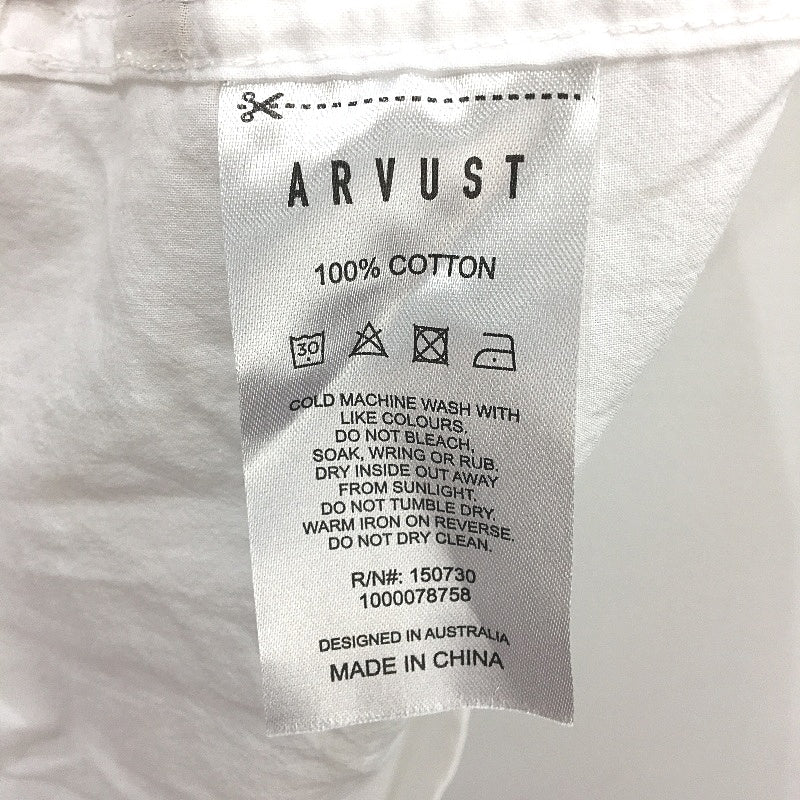 ARVUST
100% COTTON
30
COLD MACHINE WASH WITH
LIKE COLOURS.
DO NOT BLEACH,
SOAK, WRING OR RUB.
DRY INSIDE OUT AWAY
FROM SUNLIGHT.
DO NOT TUMBLE DRY.
WARM IRON ON REVERSE.
DO NOT DRY CLEAN.
R/N#: 150730
1000078758
DESIGNED IN AUSTRALIA
MADE IN CHINA